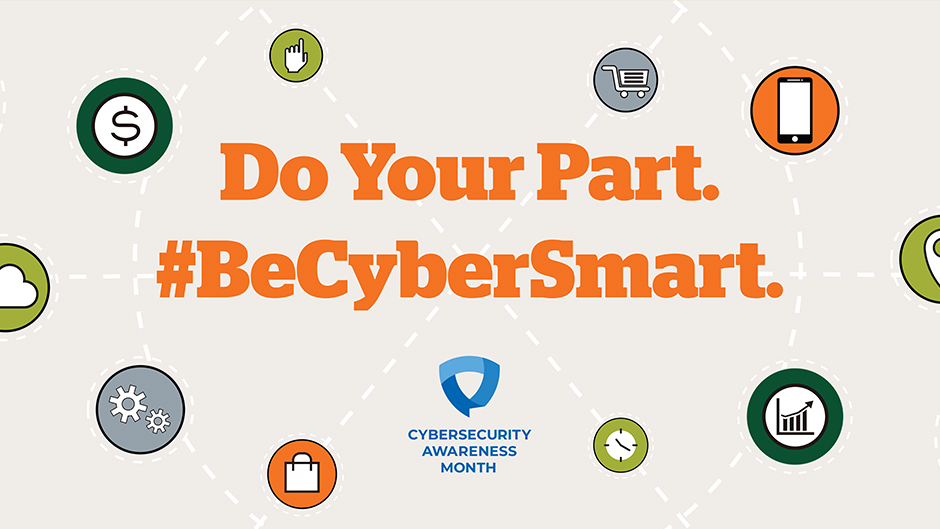 Do Your Part.
#BeCyberSmart.
CYBERSECURITY
AWARENESS
MONTH
$